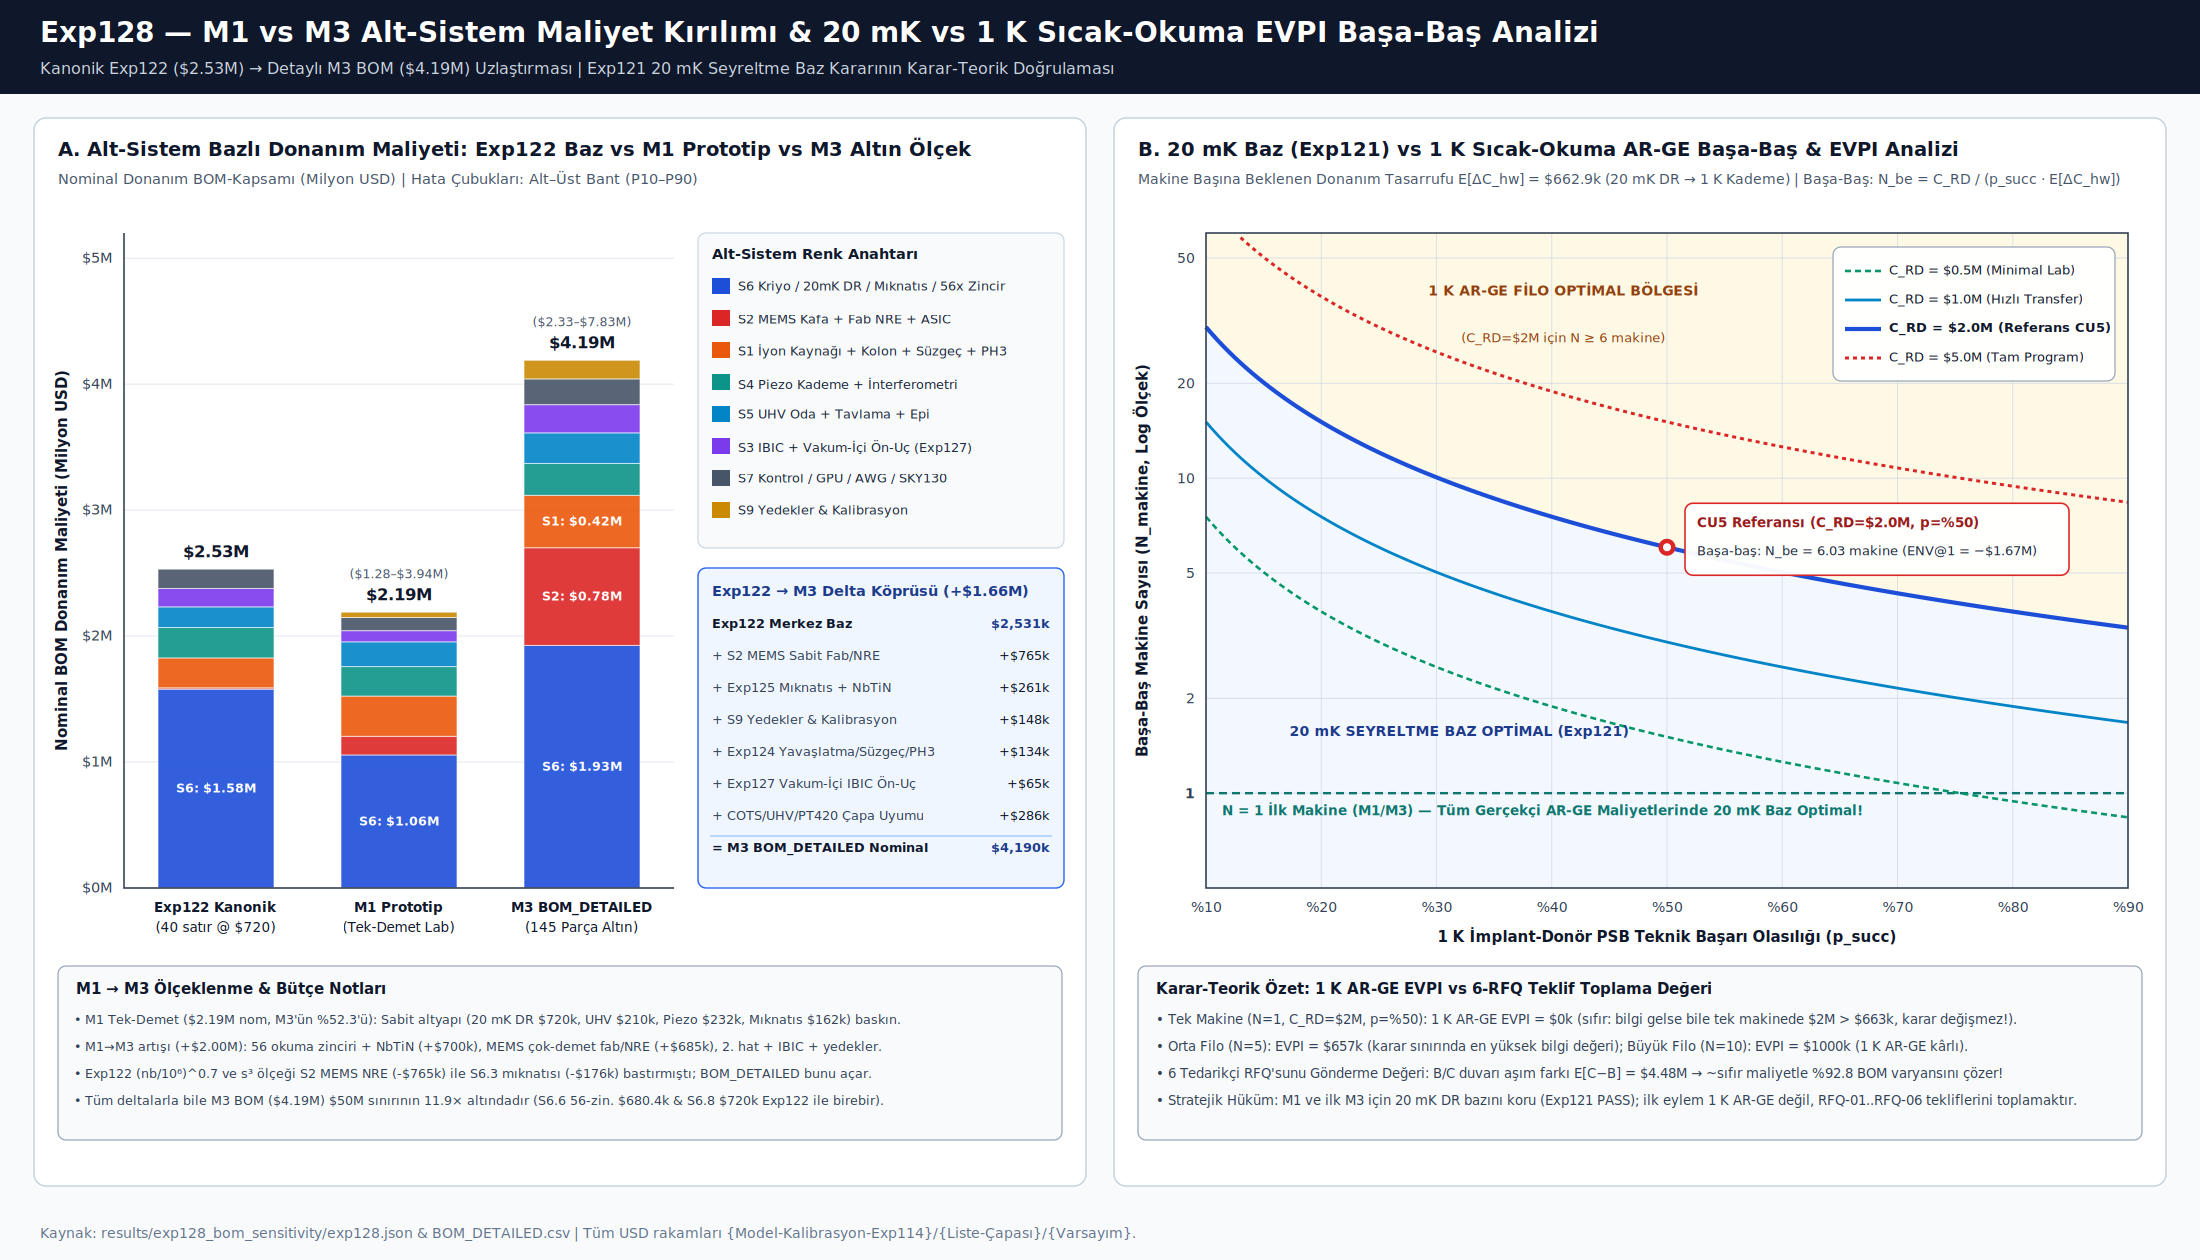 Exp128 — M1 vs M3 Alt-Sistem Maliyet Kırılımı & 20 mK vs 1 K Sıcak-Okuma EVPI Başa-Baş Analizi
Kanonik Exp122 ($2.53M) → Detaylı M3 BOM ($4.19M) Uzlaştırması | Exp121 20 mK Seyreltme Baz Kararının Karar-Teorik Doğrulaması
A. Alt-Sistem Bazlı Donanım Maliyeti: Exp122 Baz vs M1 Prototip vs M3 Altın Ölçek
Nominal Donanım BOM-Kapsamı (Milyon USD) | Hata Çubukları: Alt–Üst Bant (P10–P90)
Nominal BOM Donanım Maliyeti (Milyon USD)
$5M
$4M
$3M
$2M
$1M
$0M
$2.53M
S6: $1.58M
($1.28–$3.94M)
$2.19M
S6: $1.06M
($2.33–$7.83M)
$4.19M
S1: $0.42M
S2: $0.78M
S6: $1.93M
Exp122 Kanonik
(40 satır @ $720)
M1 Prototip
(Tek-Demet Lab)
M3 BOM_DETAILED
(145 Parça Altın)
Alt-Sistem Renk Anahtarı
S6 Kriyo / 20mK DR / Mıknatıs / 56x Zincir
S2 MEMS Kafa + Fab NRE + ASIC
S1 İyon Kaynağı + Kolon + Süzgeç + PH3
S4 Piezo Kademe + İnterferometri
S5 UHV Oda + Tavlama + Epi
S3 IBIC + Vakum-İçi Ön-Uç (Exp127)
S7 Kontrol / GPU / AWG / SKY130
S9 Yedekler & Kalibrasyon
Exp122 → M3 Delta Köprüsü (+$1.66M)
Exp122 Merkez Baz $2,531k
+ S2 MEMS Sabit Fab/NRE +$765k
+ Exp125 Mıknatıs + NbTiN +$261k
+ S9 Yedekler & Kalibrasyon +$148k
+ Exp124 Yavaşlatma/Süzgeç/PH3 +$134k
+ Exp127 Vakum-İçi IBIC Ön-Uç +$65k
+ COTS/UHV/PT420 Çapa Uyumu +$286k
= M3 BOM_DETAILED Nominal $4,190k
M1 → M3 Ölçeklenme & Bütçe Notları
• M1 Tek-Demet ($2.19M nom, M3'ün %52.3'ü): Sabit altyapı (20 mK DR $720k, UHV $210k, Piezo $232k, Mıknatıs $162k) baskın.
• M1→M3 artışı (+$2.00M): 56 okuma zinciri + NbTiN (+$700k), MEMS çok-demet fab/NRE (+$685k), 2. hat + IBIC + yedekler.
• Exp122 (nb/10⁶)^0.7 ve s³ ölçeği S2 MEMS NRE (-$765k) ile S6.3 mıknatısı (-$176k) bastırmıştı; BOM_DETAILED bunu açar.
• Tüm deltalarla bile M3 BOM ($4.19M) $50M sınırının 11.9× altındadır (S6.6 56-zin. $680.4k & S6.8 $720k Exp122 ile birebir).
B. 20 mK Baz (Exp121) vs 1 K Sıcak-Okuma AR-GE Başa-Baş & EVPI Analizi
Makine Başına Beklenen Donanım Tasarrufu E[ΔC_hw] = $662.9k (20 mK DR → 1 K Kademe) | Başa-Baş: N_be = C_RD / (p_succ · E[ΔC_hw])
Başa-Baş Makine Sayısı (N_makine, Log Ölçek)
50
20
10
5
2
1
1 K AR-GE FİLO OPTİMAL BÖLGESİ
(C_RD=$2M için N ≥ 6 makine)
C_RD = $0.5M (Minimal Lab)
C_RD = $1.0M (Hızlı Transfer)
C_RD = $2.0M (Referans CU5)
C_RD = $5.0M (Tam Program)
CU5 Referansı (C_RD=$2.0M, p=%50)
Başa-baş: N_be = 6.03 makine (ENV@1 = −$1.67M)
20 mK SEYRELTME BAZ OPTİMAL (Exp121)
N = 1 İlk Makine (M1/M3) — Tüm Gerçekçi AR-GE Maliyetlerinde 20 mK Baz Optimal!
%10 %20 %30 %40 %50 %60 %70 %80 %90
1 K İmplant-Donör PSB Teknik Başarı Olasılığı (p_succ)
Karar-Teorik Özet: 1 K AR-GE EVPI vs 6-RFQ Teklif Toplama Değeri
• Tek Makine (N=1, C_RD=$2M, p=%50): 1 K AR-GE EVPI = $0k (sıfır: bilgi gelse bile tek makinede $2M > $663k, karar değişmez!).
• Orta Filo (N=5): EVPI = $657k (karar sınırında en yüksek bilgi değeri); Büyük Filo (N=10): EVPI = $1000k (1 K AR-GE kârlı).
• 6 Tedarikçi RFQ'sunu Gönderme Değeri: B/C duvarı aşım farkı E[C−B] = $4.48M → ~sıfır maliyetle %92.8 BOM varyansını çözer!
• Stratejik Hüküm: M1 ve ilk M3 için 20 mK DR bazını koru (Exp121 PASS); ilk eylem 1 K AR-GE değil, RFQ-01..RFQ-06 tekliflerini toplamaktır.
Kaynak: results/exp128_bom_sensitivity/exp128.json & BOM_DETAILED.csv | Tüm USD rakamları {Model-Kalibrasyon-Exp114}/{Liste-Çapası}/{Varsayım}.